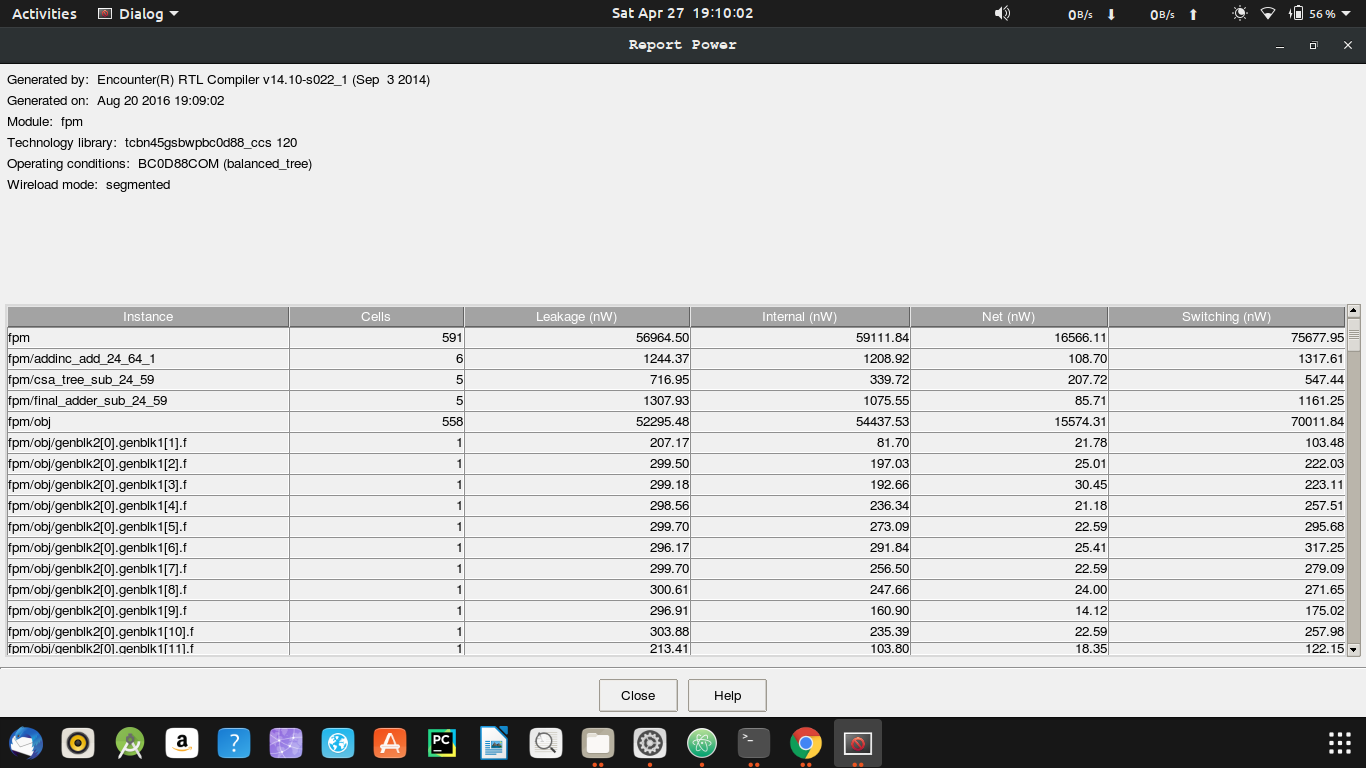 Activities Dialog Sat Apr 27 19:10:02 0B/s 0B/s 56 %
Report Power
Generated by: Encounter(R) RTL Compiler v14.10-s022_1 (Sep 3 2014)
Generated on: Aug 20 2016 19:09:02
Module: fpm
Technology library: tcbn45gsbwpbc0d88_ccs 120
Operating conditions: BC0D88COM (balanced_tree)
Wireload mode: segmented
Instance Cells Leakage (nW) Internal (nW) Net (nW) Switching (nW)
fpm 591 56964.50 59111.84 16566.11 75677.95
fpm/addinc_add_24_64_1 6 1244.37 1208.92 108.70 1317.61
fpm/csa_tree_sub_24_59 5 716.95 339.72 207.72 547.44
fpm/final_adder_sub_24_59 5 1307.93 1075.55 85.71 1161.25
fpm/obj 558 52295.48 54437.53 15574.31 70011.84
fpm/obj/genblk2[0].genblk1[1].f 1 207.17 81.70 21.78 103.48
fpm/obj/genblk2[0].genblk1[2].f 1 299.50 197.03 25.01 222.03
fpm/obj/genblk2[0].genblk1[3].f 1 299.18 192.66 30.45 223.11
fpm/obj/genblk2[0].genblk1[4].f 1 298.56 236.34 21.18 257.51
fpm/obj/genblk2[0].genblk1[5].f 1 299.70 273.09 22.59 295.68
fpm/obj/genblk2[0].genblk1[6].f 1 296.17 291.84 25.41 317.25
fpm/obj/genblk2[0].genblk1[7].f 1 299.70 256.50 22.59 279.09
fpm/obj/genblk2[0].genblk1[8].f 1 300.61 247.66 24.00 271.65
fpm/obj/genblk2[0].genblk1[9].f 1 296.91 160.90 14.12 175.02
fpm/obj/genblk2[0].genblk1[10].f 1 303.88 235.39 22.59 257.98
fpm/obj/genblk2[0].genblk1[11].f 1 213.41 103.80 18.35 122.15
Close Help
a ? PC >_